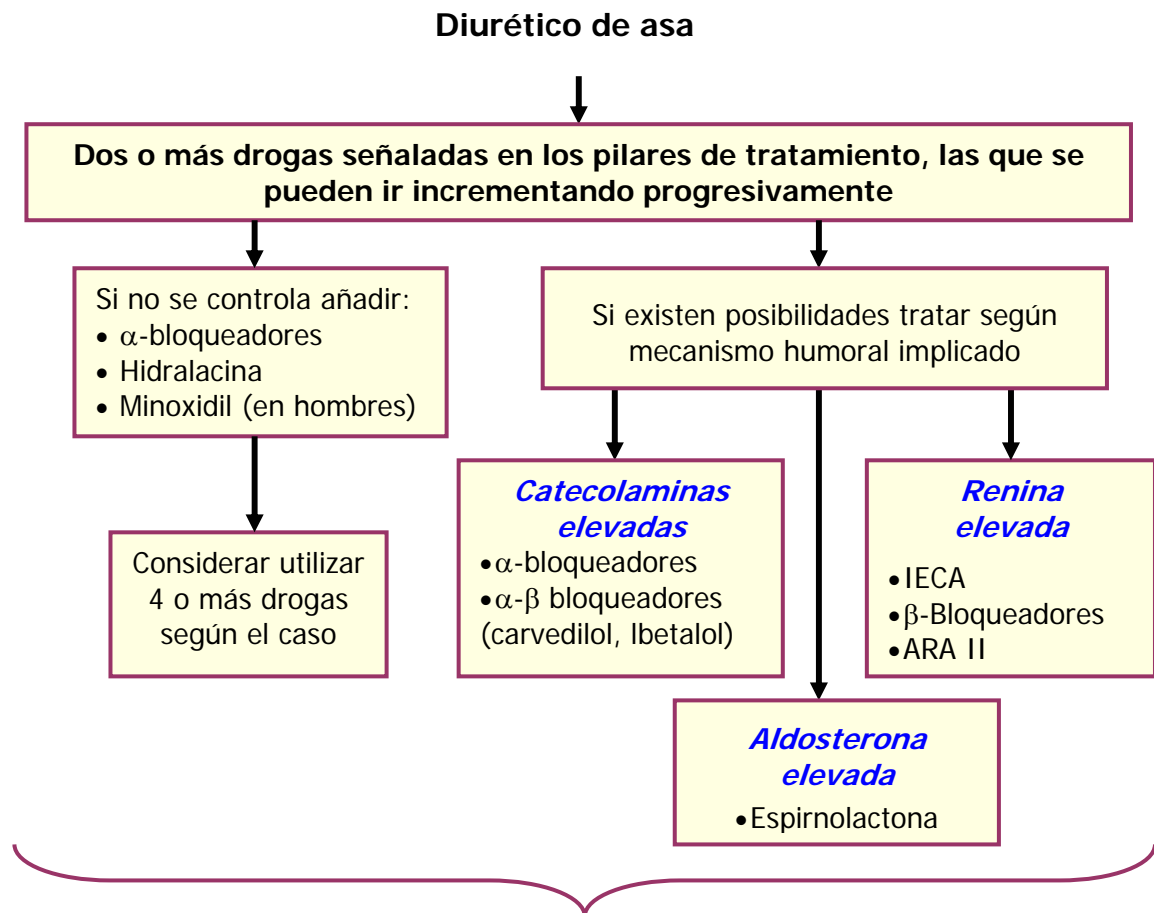 Diurético de asa
Dos o más drogas señaladas en los pilares de tratamiento, las que se
pueden ir incrementando progresivamente
Si no se controla añadir:
• α-bloqueadores
• Hidralacina
• Minoxidil (en hombres)
Si existen posibilidades tratar según
mecanismo humoral implicado
Considerar utilizar
4 o más drogas
según el caso
Catecolaminas
elevadas
•α-bloqueadores
•α-β bloqueadores
(carvedilol, lbetalol)
Renina
elevada
•IECA
•β-Bloqueadores
•ARA II
Aldosterona
elevada
•Espirnolactona